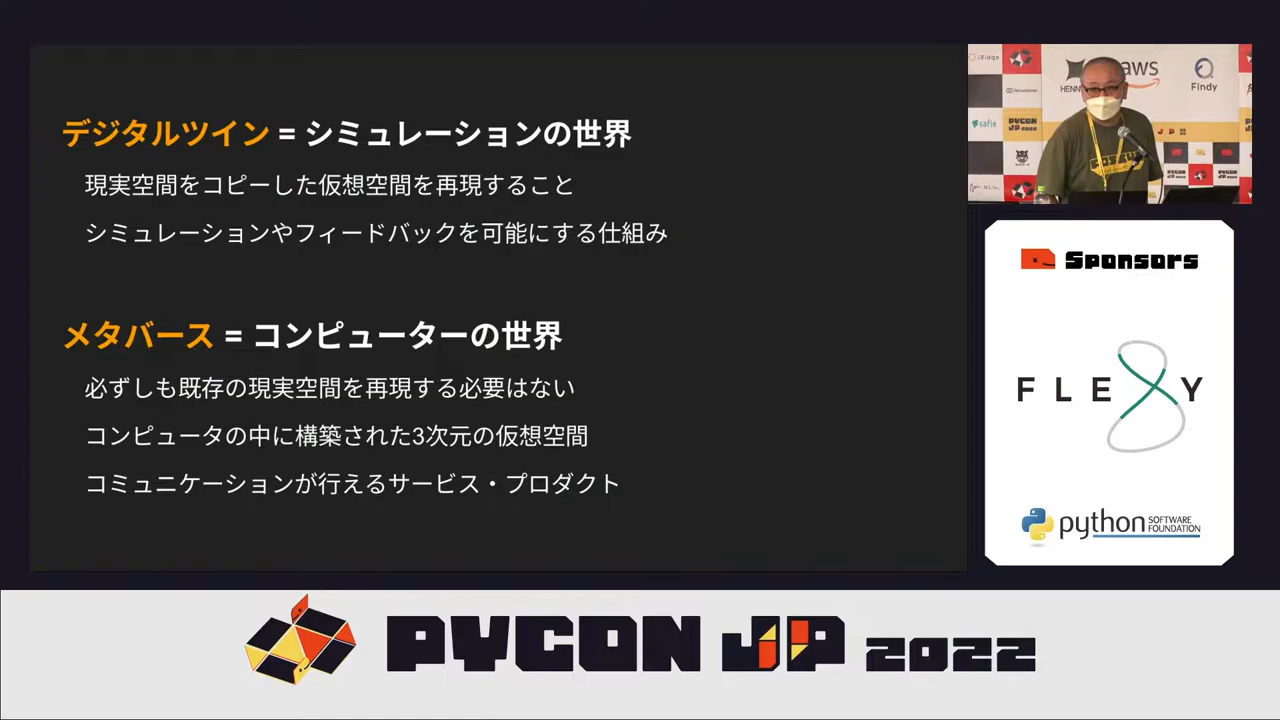 デジタルツイン = シミュレーションの世界
現実空間をコピーした仮想空間を再現すること
シミュレーションやフィードバックを可能にする仕組み
メタバース = コンピューターの世界
必ずしも既存の現実空間を再現する必要はない
コンピュータの中に構築された3次元の仮想空間
コミュニケーションが行えるサービス・プロダクト
iRidge
aws
Findy
safie
PYCON
JP 2022
Sponsors
FLEXY
python SOFTWARE
FOUNDATION
PYCON JP 2022